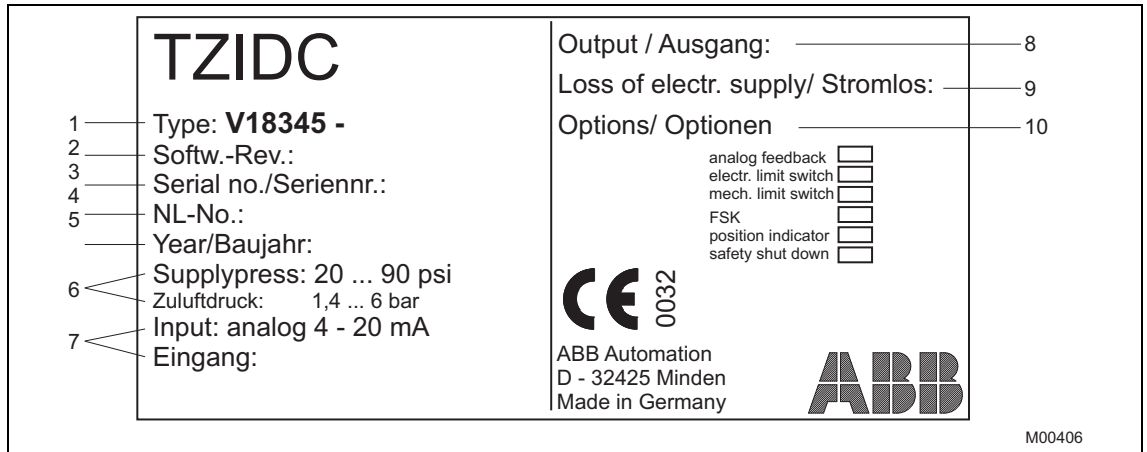 TZIDC
1 Type: V18345 -
2 Softw.-Rev.:
3 Serial no./Seriennr.:
4 NL-No.:
5 Year/Baujahr:
6 Supplypress: 20 ... 90 psi
Zuluftdruck: 1,4 ... 6 bar
7 Input: analog 4 - 20 mA
Eingang:
Output / Ausgang: 8
Loss of electr. supply/ Stromlos: 9
Options/ Optionen 10
analog feedback
electr. limit switch
mech. limit switch
FSK
position indicator
safety shut down
CE 0032
ABB Automation
D - 32425 Minden
Made in Germany
ABB
M00406